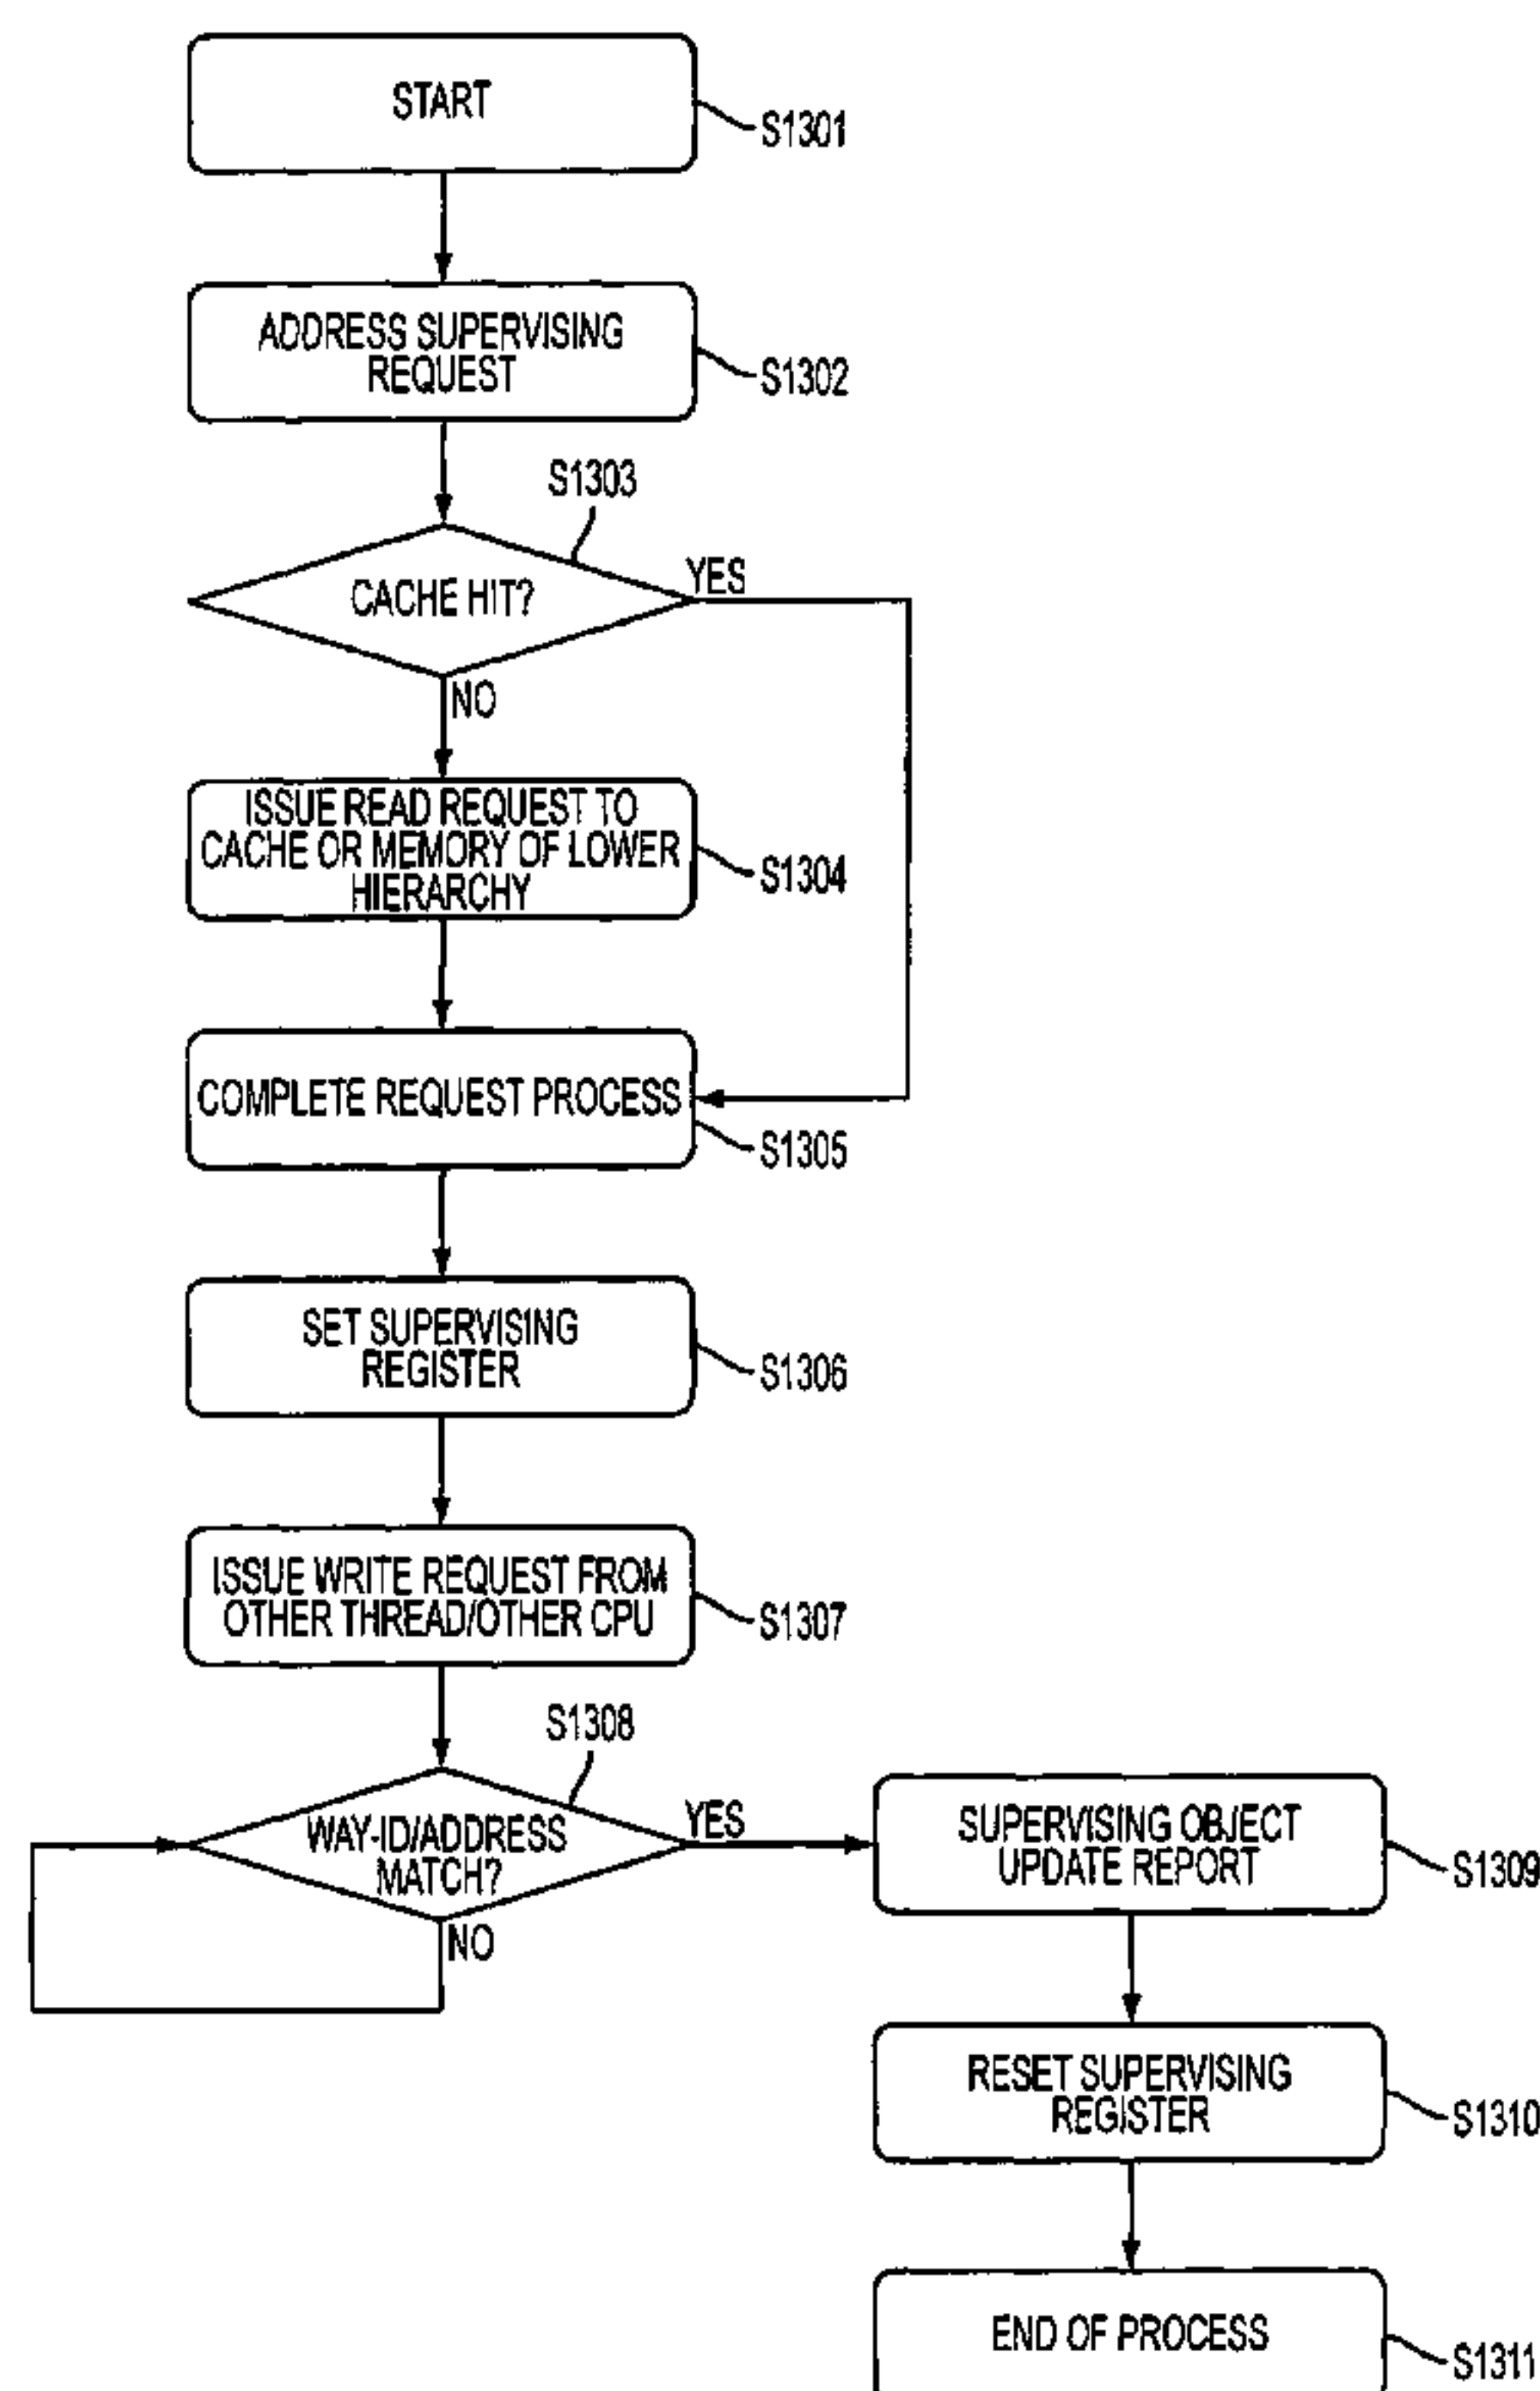 START
S1301
ADDRESS SUPERVISING
REQUEST
S1302
S1303
CACHE HIT?
YES
NO
ISSUE READ REQUEST TO
CACHE OR MEMORY OF LOWER
HIERARCHY
S1304
COMPLETE REQUEST PROCESS
S1305
SET SUPERVISING
REGISTER
S1306
ISSUE WRITE REQUEST FROM
OTHER THREAD/OTHER CPU
S1307
S1308
WAY-ID/ADDRESS
MATCH?
YES
NO
SUPERVISING OBJECT
UPDATE REPORT
S1309
RESET SUPERVISING
REGISTER
S1310
END OF PROCESS
S1311